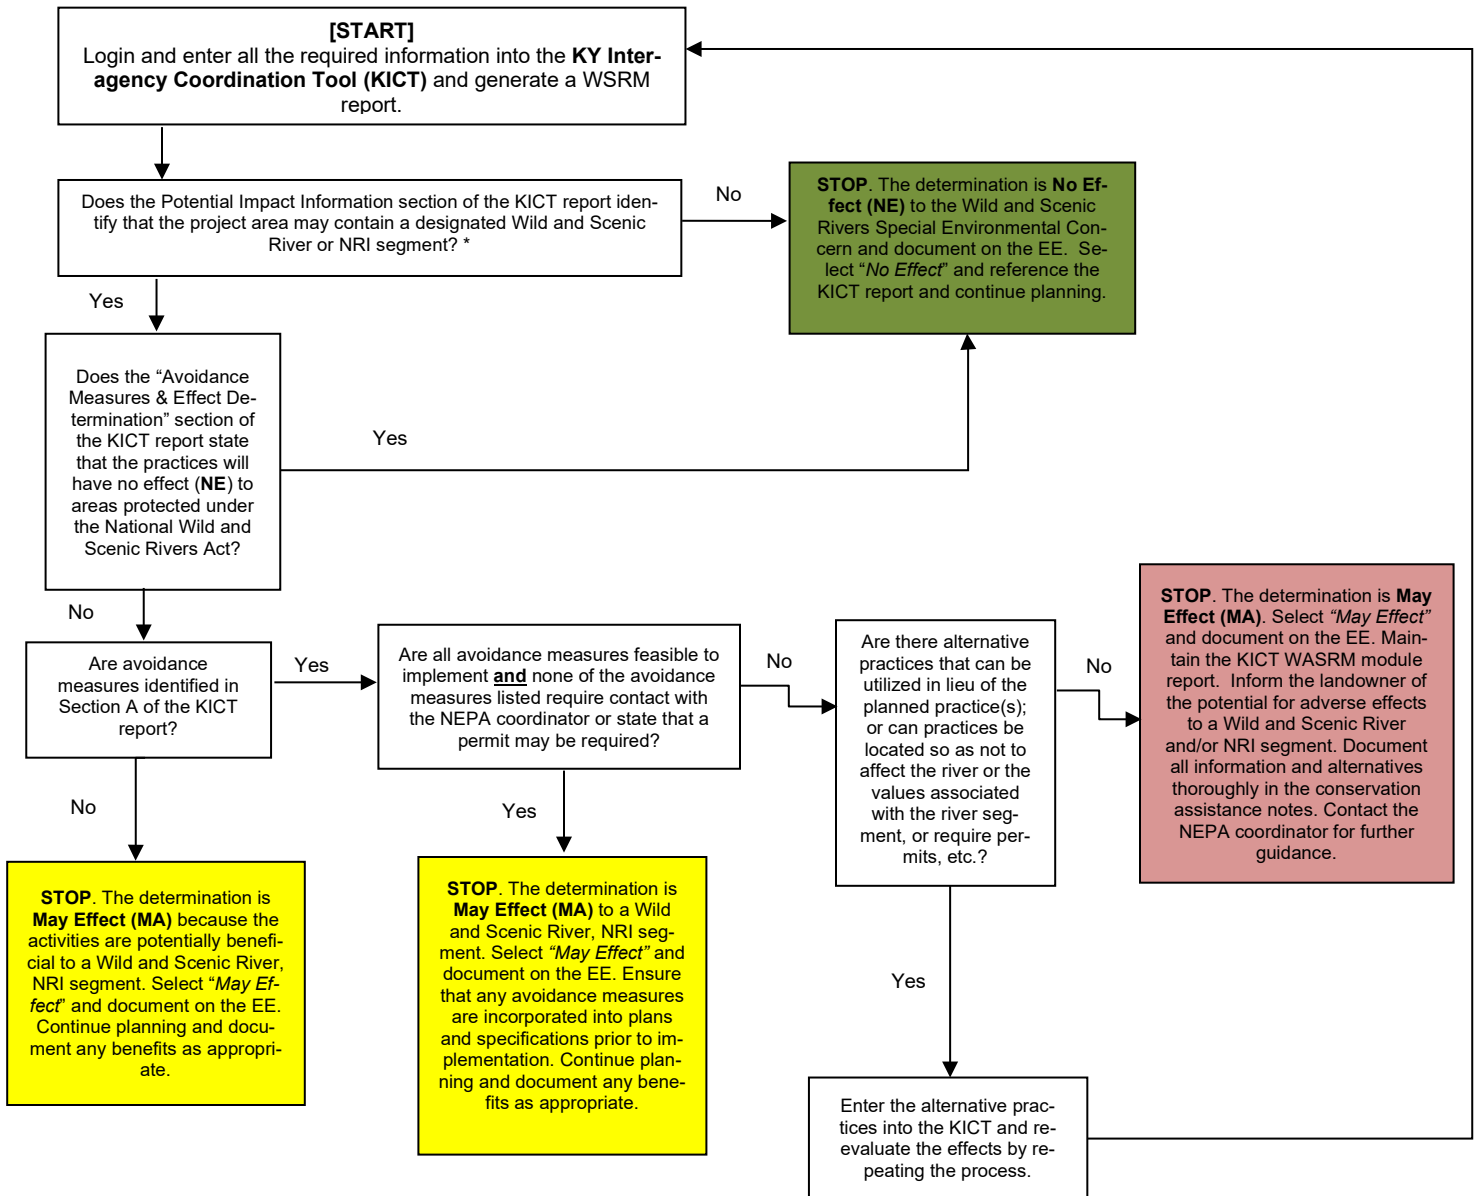 [START]
Login and enter all the required information into the KY Inter-
agency Coordination Tool (KICT) and generate a WSRM
report.
Does the Potential Impact Information section of the KICT report iden-
tify that the project area may contain a designated Wild and Scenic
River or NRI segment? *
No
STOP. The determination is No Ef-
fect (NE) to the Wild and Scenic
Rivers Special Environmental Con-
cern and document on the EE. Se-
lect “No Effect” and reference the
KICT report and continue planning.
Yes
Does the “Avoidance
Measures & Effect De-
termination” section of
the KICT report state
that the practices will
have no effect (NE) to
areas protected under
the National Wild and
Scenic Rivers Act?
Yes
No
Are avoidance
measures identified in
Section A of the KICT
report?
Yes
Are all avoidance measures feasible to
implement and none of the avoidance
measures listed require contact with
the NEPA coordinator or state that a
permit may be required?
No
Are there alternative
practices that can be
utilized in lieu of the
planned practice(s);
or can practices be
located so as not to
affect the river or the
values associated
with the river seg-
ment, or require per-
mits, etc.?
No
STOP. The determination is May
Effect (MA). Select “May Effect”
and document on the EE. Main-
tain the KICT WASRM module
report. Inform the landowner of
the potential for adverse effects
to a Wild and Scenic River
and/or NRI segment. Document
all information and alternatives
thoroughly in the conservation
assistance notes. Contact the
NEPA coordinator for further
guidance.
No
STOP. The determination is
May Effect (MA) because the
activities are potentially benefi-
cial to a Wild and Scenic River,
NRI segment. Select “May Ef-
fect” and document on the EE.
Continue planning and docu-
ment any benefits as appropri-
ate.
Yes
STOP. The determination is
May Effect (MA) to a Wild
and Scenic River, NRI seg-
ment. Select “May Effect” and
document on the EE. Ensure
that any avoidance measures
are incorporated into plans
and specifications prior to im-
plementation. Continue plan-
ning and document any bene-
fits as appropriate.
Yes
Enter the alternative prac-
tices into the KICT and re-
evaluate the effects by re-
peating the process.